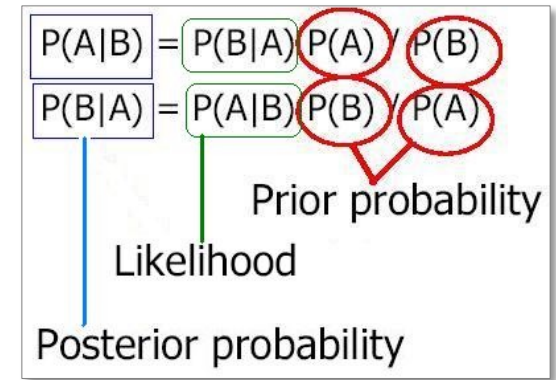 P(A|B) = P(B|A) P(A) / P(B)
P(B|A) = P(A|B) P(B) / P(A)
Prior probability
Likelihood
Posterior probability